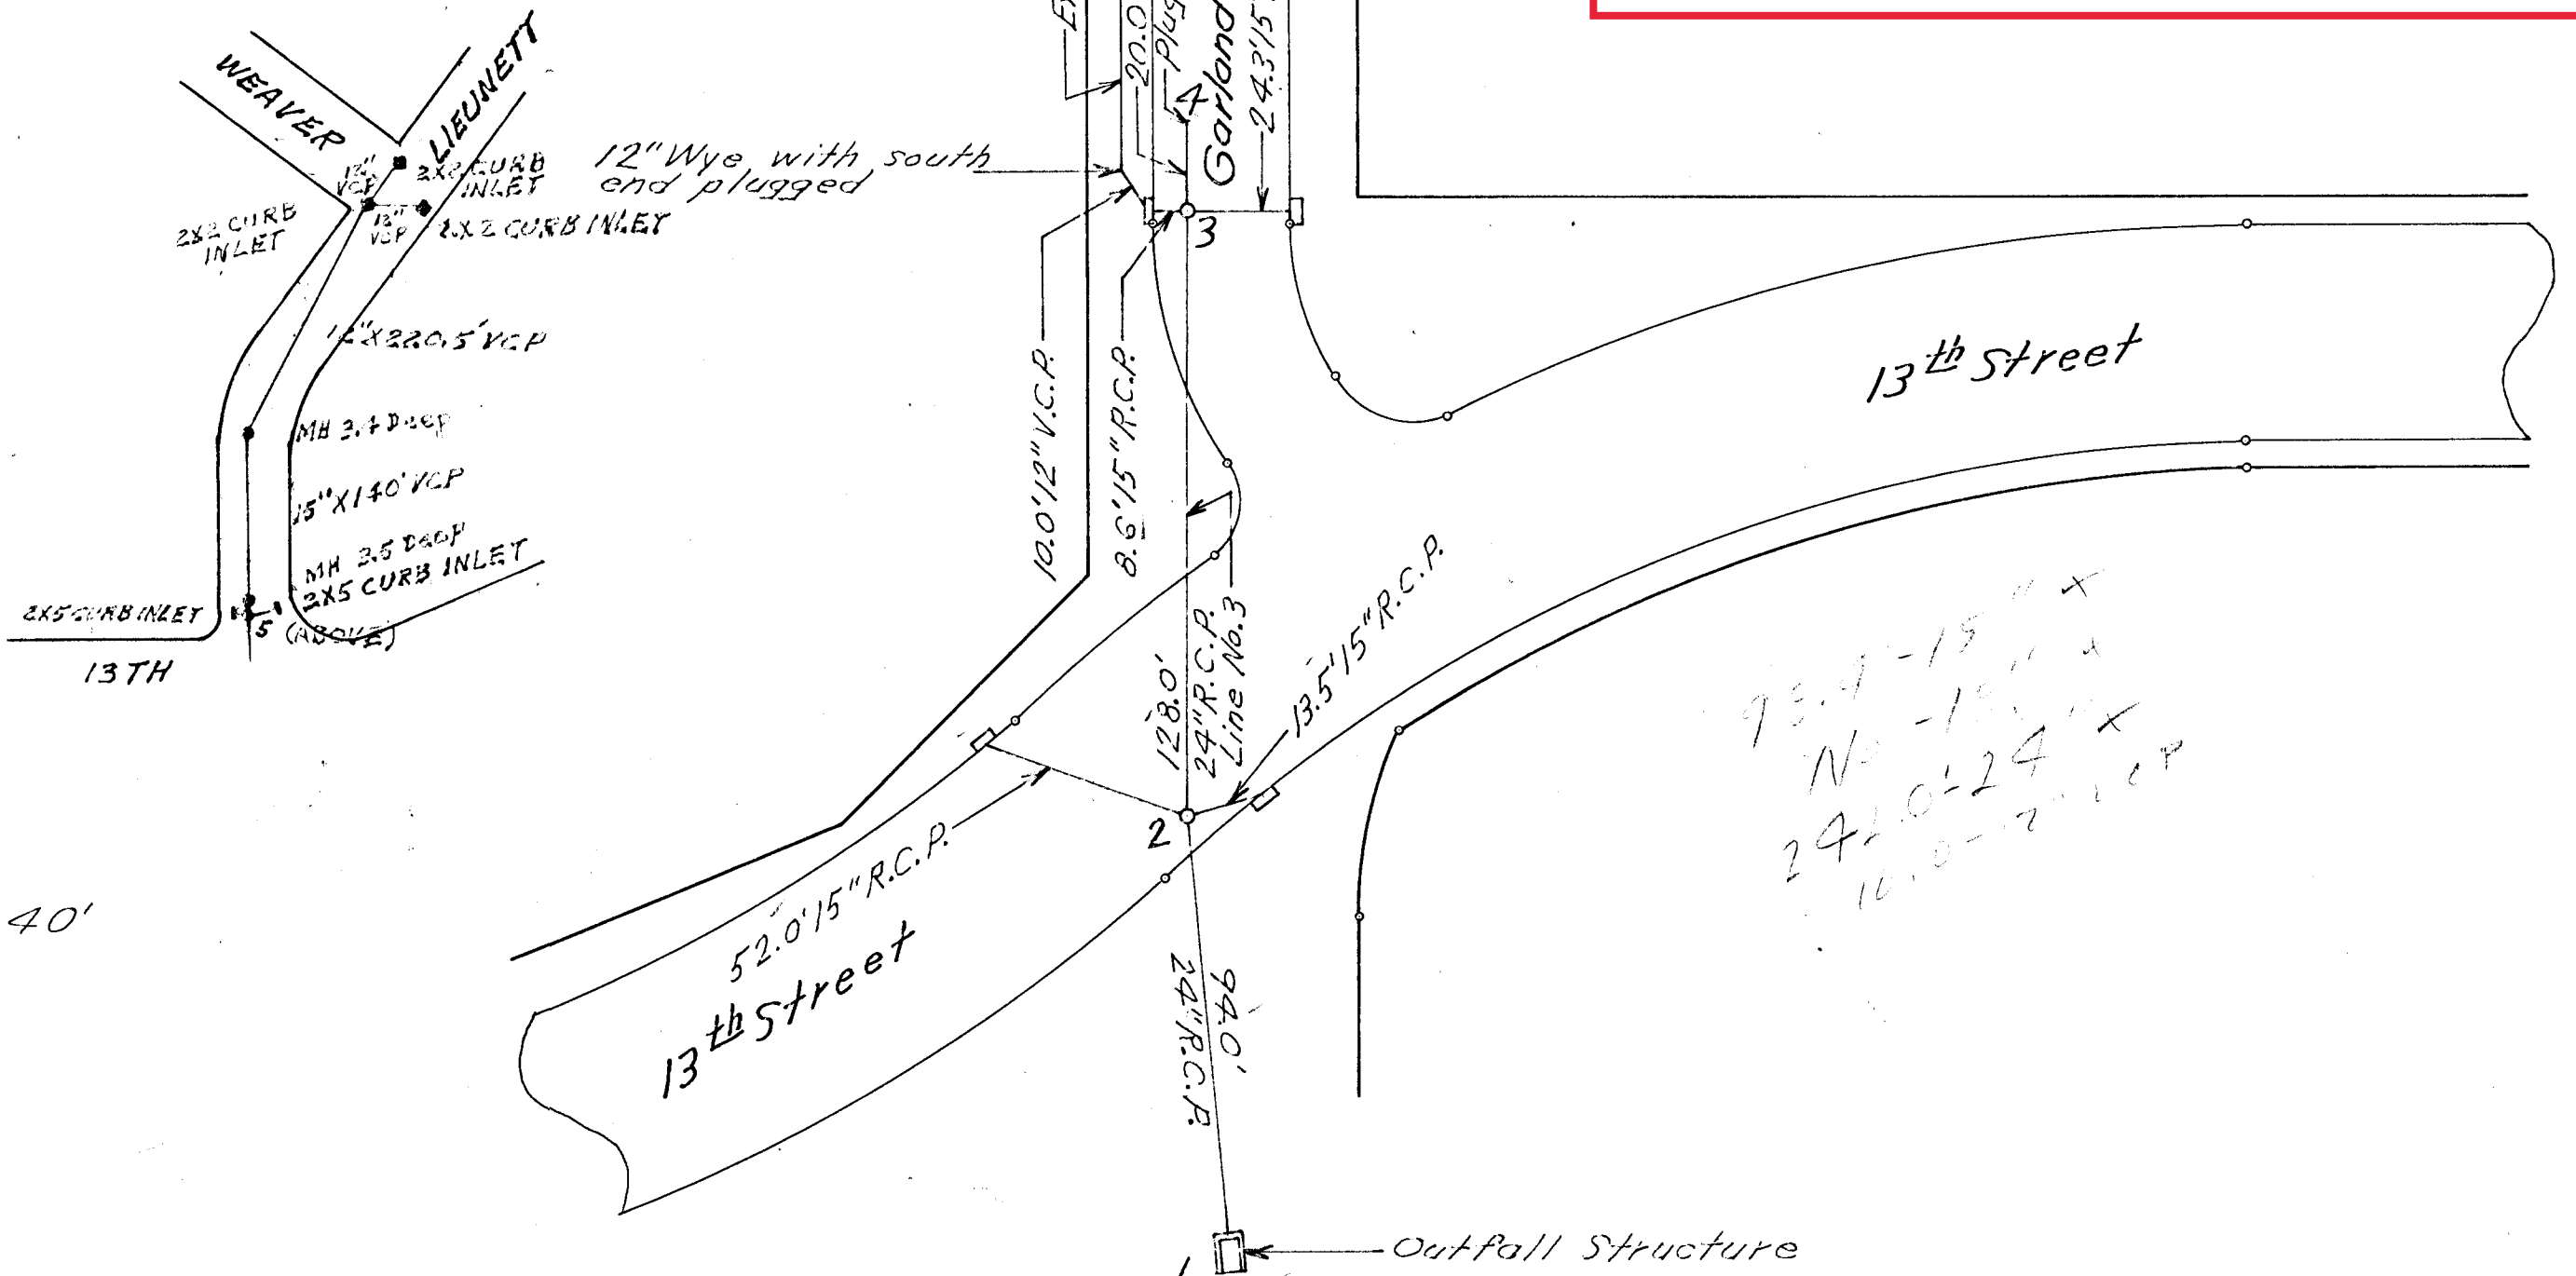 WEAVER
LIEUNETT
12"
VCP
2X2 CURB
INLET
2X2 CURB
INLET
12"
VCP
2X2 CURB INLET
12"X220.5' VCP
MH 3.4 Deep
15"X140' VCP
MH 3.5 Deep
2X5 CURB INLET
(ABOVE)
2X5 CURB INLET
5
13TH
12" Wye with south
end plugged
20.0
Plug
4
Garland
24.3'15"
3
10.0'12" V.C.P.
8.6'15" R.C.P.
13th Street
128.0'
24" R.C.P.
Line No.3
13.5'15" R.C.P.
2
52.0'15" R.C.P.
13th Street
94.0'
24" R.C.P.
40'
Outfall Structure
1